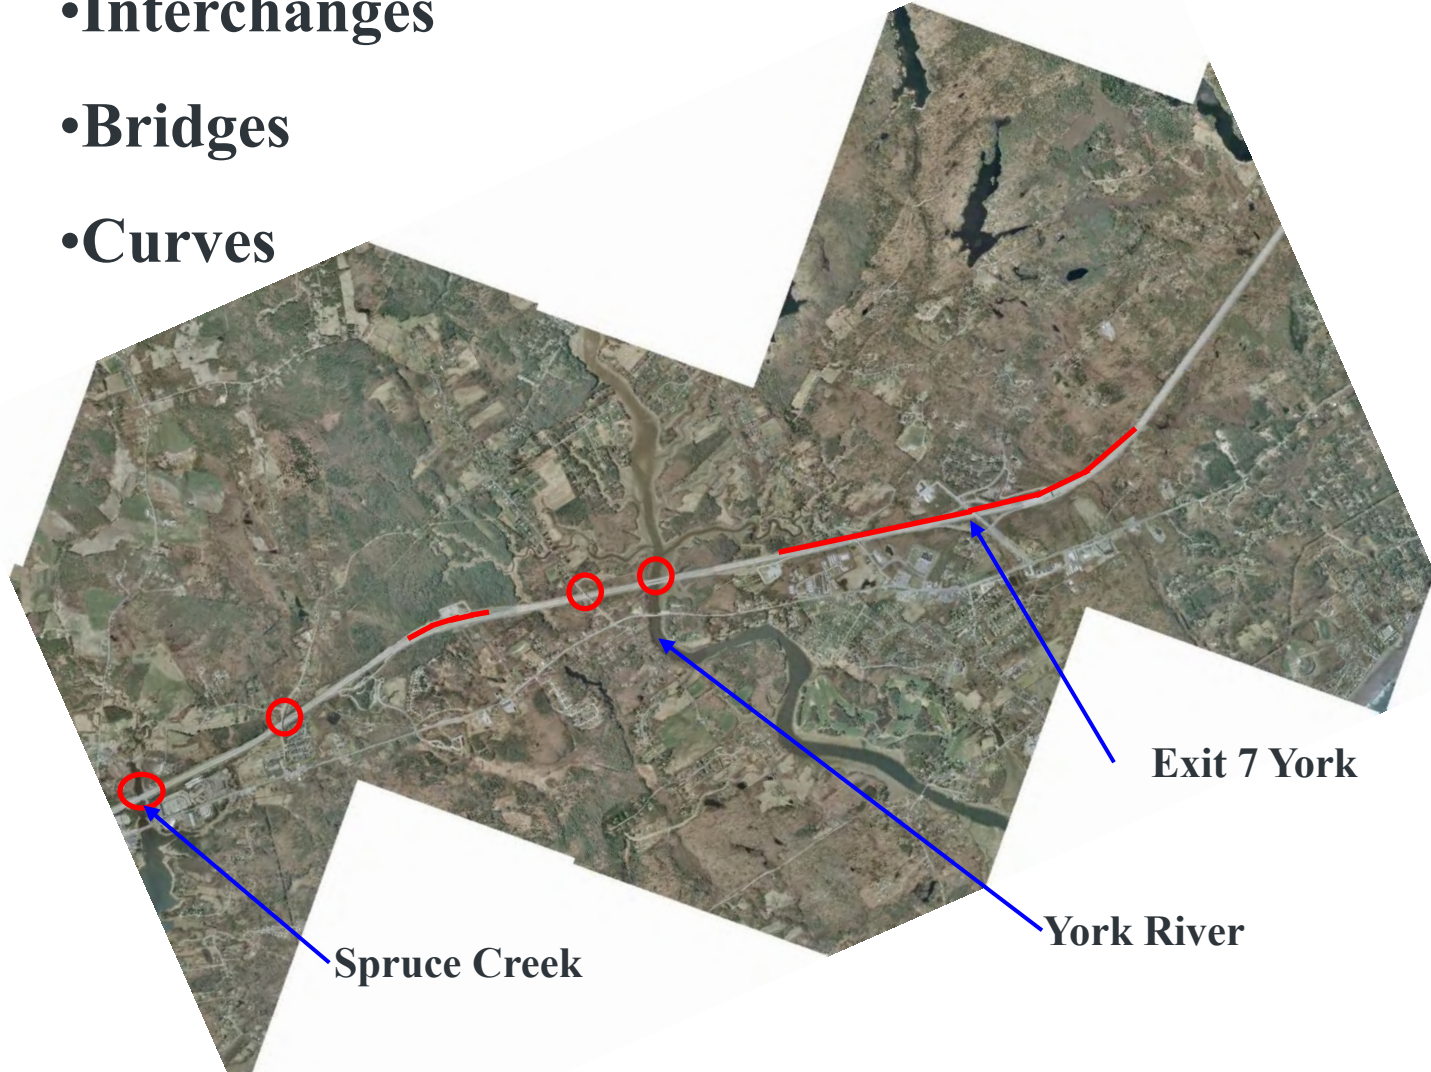 •Interchanges
•Bridges
•Curves
Exit 7 York
York River
Spruce Creek